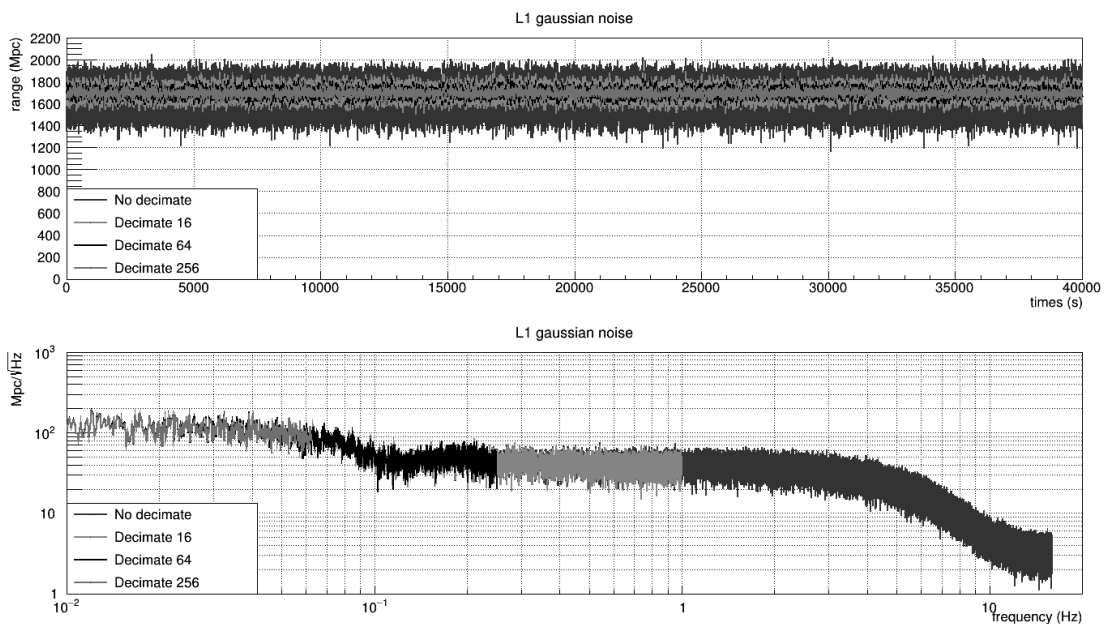 L1 gaussian noise
range (Mpc)
2200
2000
1800
1600
1400
1200
1000
800
600
400
200
0
No decimate
Decimate 16
Decimate 64
Decimate 256
0 5000 10000 15000 20000 25000 30000 35000 40000
times (s)
L1 gaussian noise
Mpc/√Hz
10³
10²
10
1
No decimate
Decimate 16
Decimate 64
Decimate 256
10⁻² 10⁻¹ 1 10
frequency (Hz)